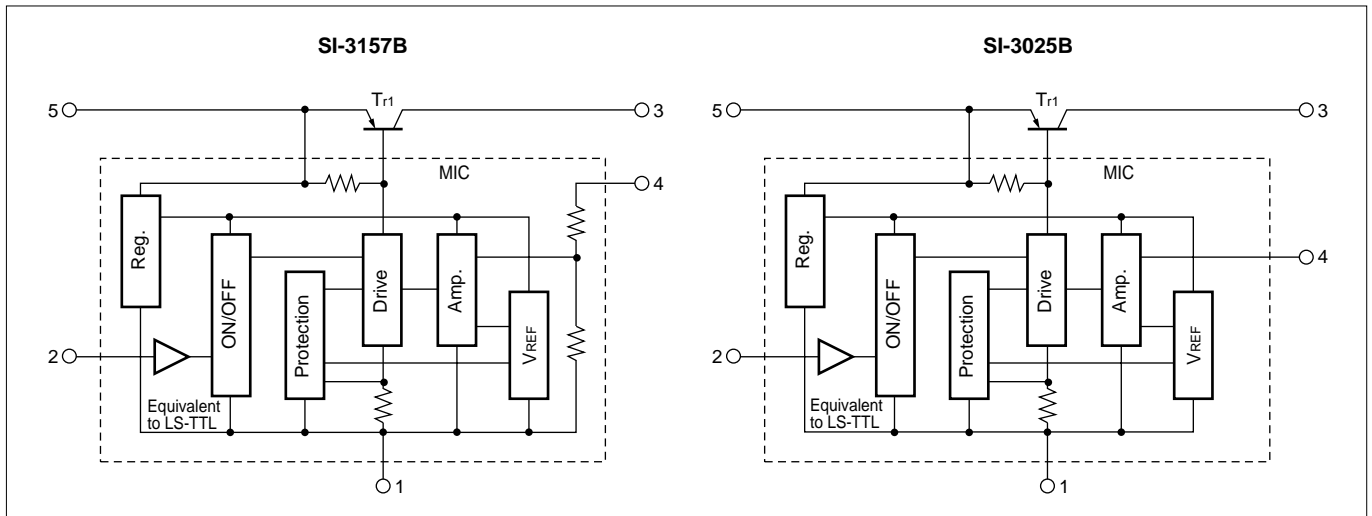 SI-3157B
5
Tr1
3
MIC
4
Reg.
ON/OFF
Protection
Drive
Amp.
VREF
2
Equivalent
to LS-TTL
1
SI-3025B
5
Tr1
3
MIC
4
Reg.
ON/OFF
Protection
Drive
Amp.
VREF
2
Equivalent
to LS-TTL
1